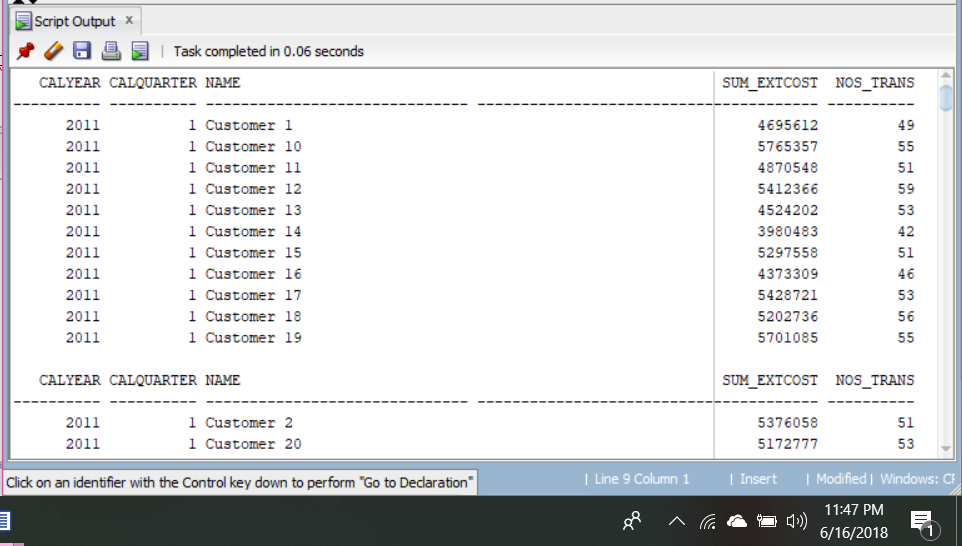 Script Output x
| Task completed in 0.06 seconds
CALYEAR CALQUARTER NAME SUM_EXTCOST NOS_TRANS
---------- ---------- ------------------------------ ------------------------------ ----------- ----------
2011 1 Customer 1 4695612 49
2011 1 Customer 10 5765357 55
2011 1 Customer 11 4870548 51
2011 1 Customer 12 5412366 59
2011 1 Customer 13 4524202 53
2011 1 Customer 14 3980483 42
2011 1 Customer 15 5297558 51
2011 1 Customer 16 4373309 46
2011 1 Customer 17 5428721 53
2011 1 Customer 18 5202736 56
2011 1 Customer 19 5701085 55
CALYEAR CALQUARTER NAME SUM_EXTCOST NOS_TRANS
---------- ---------- ------------------------------ ------------------------------ ----------- ----------
2011 1 Customer 2 5376058 51
2011 1 Customer 20 5172777 53
Click on an identifier with the Control key down to perform "Go to Declaration" | Line 9 Column 1 | Insert | Modified | Windows:
11:47 PM
6/16/2018
1